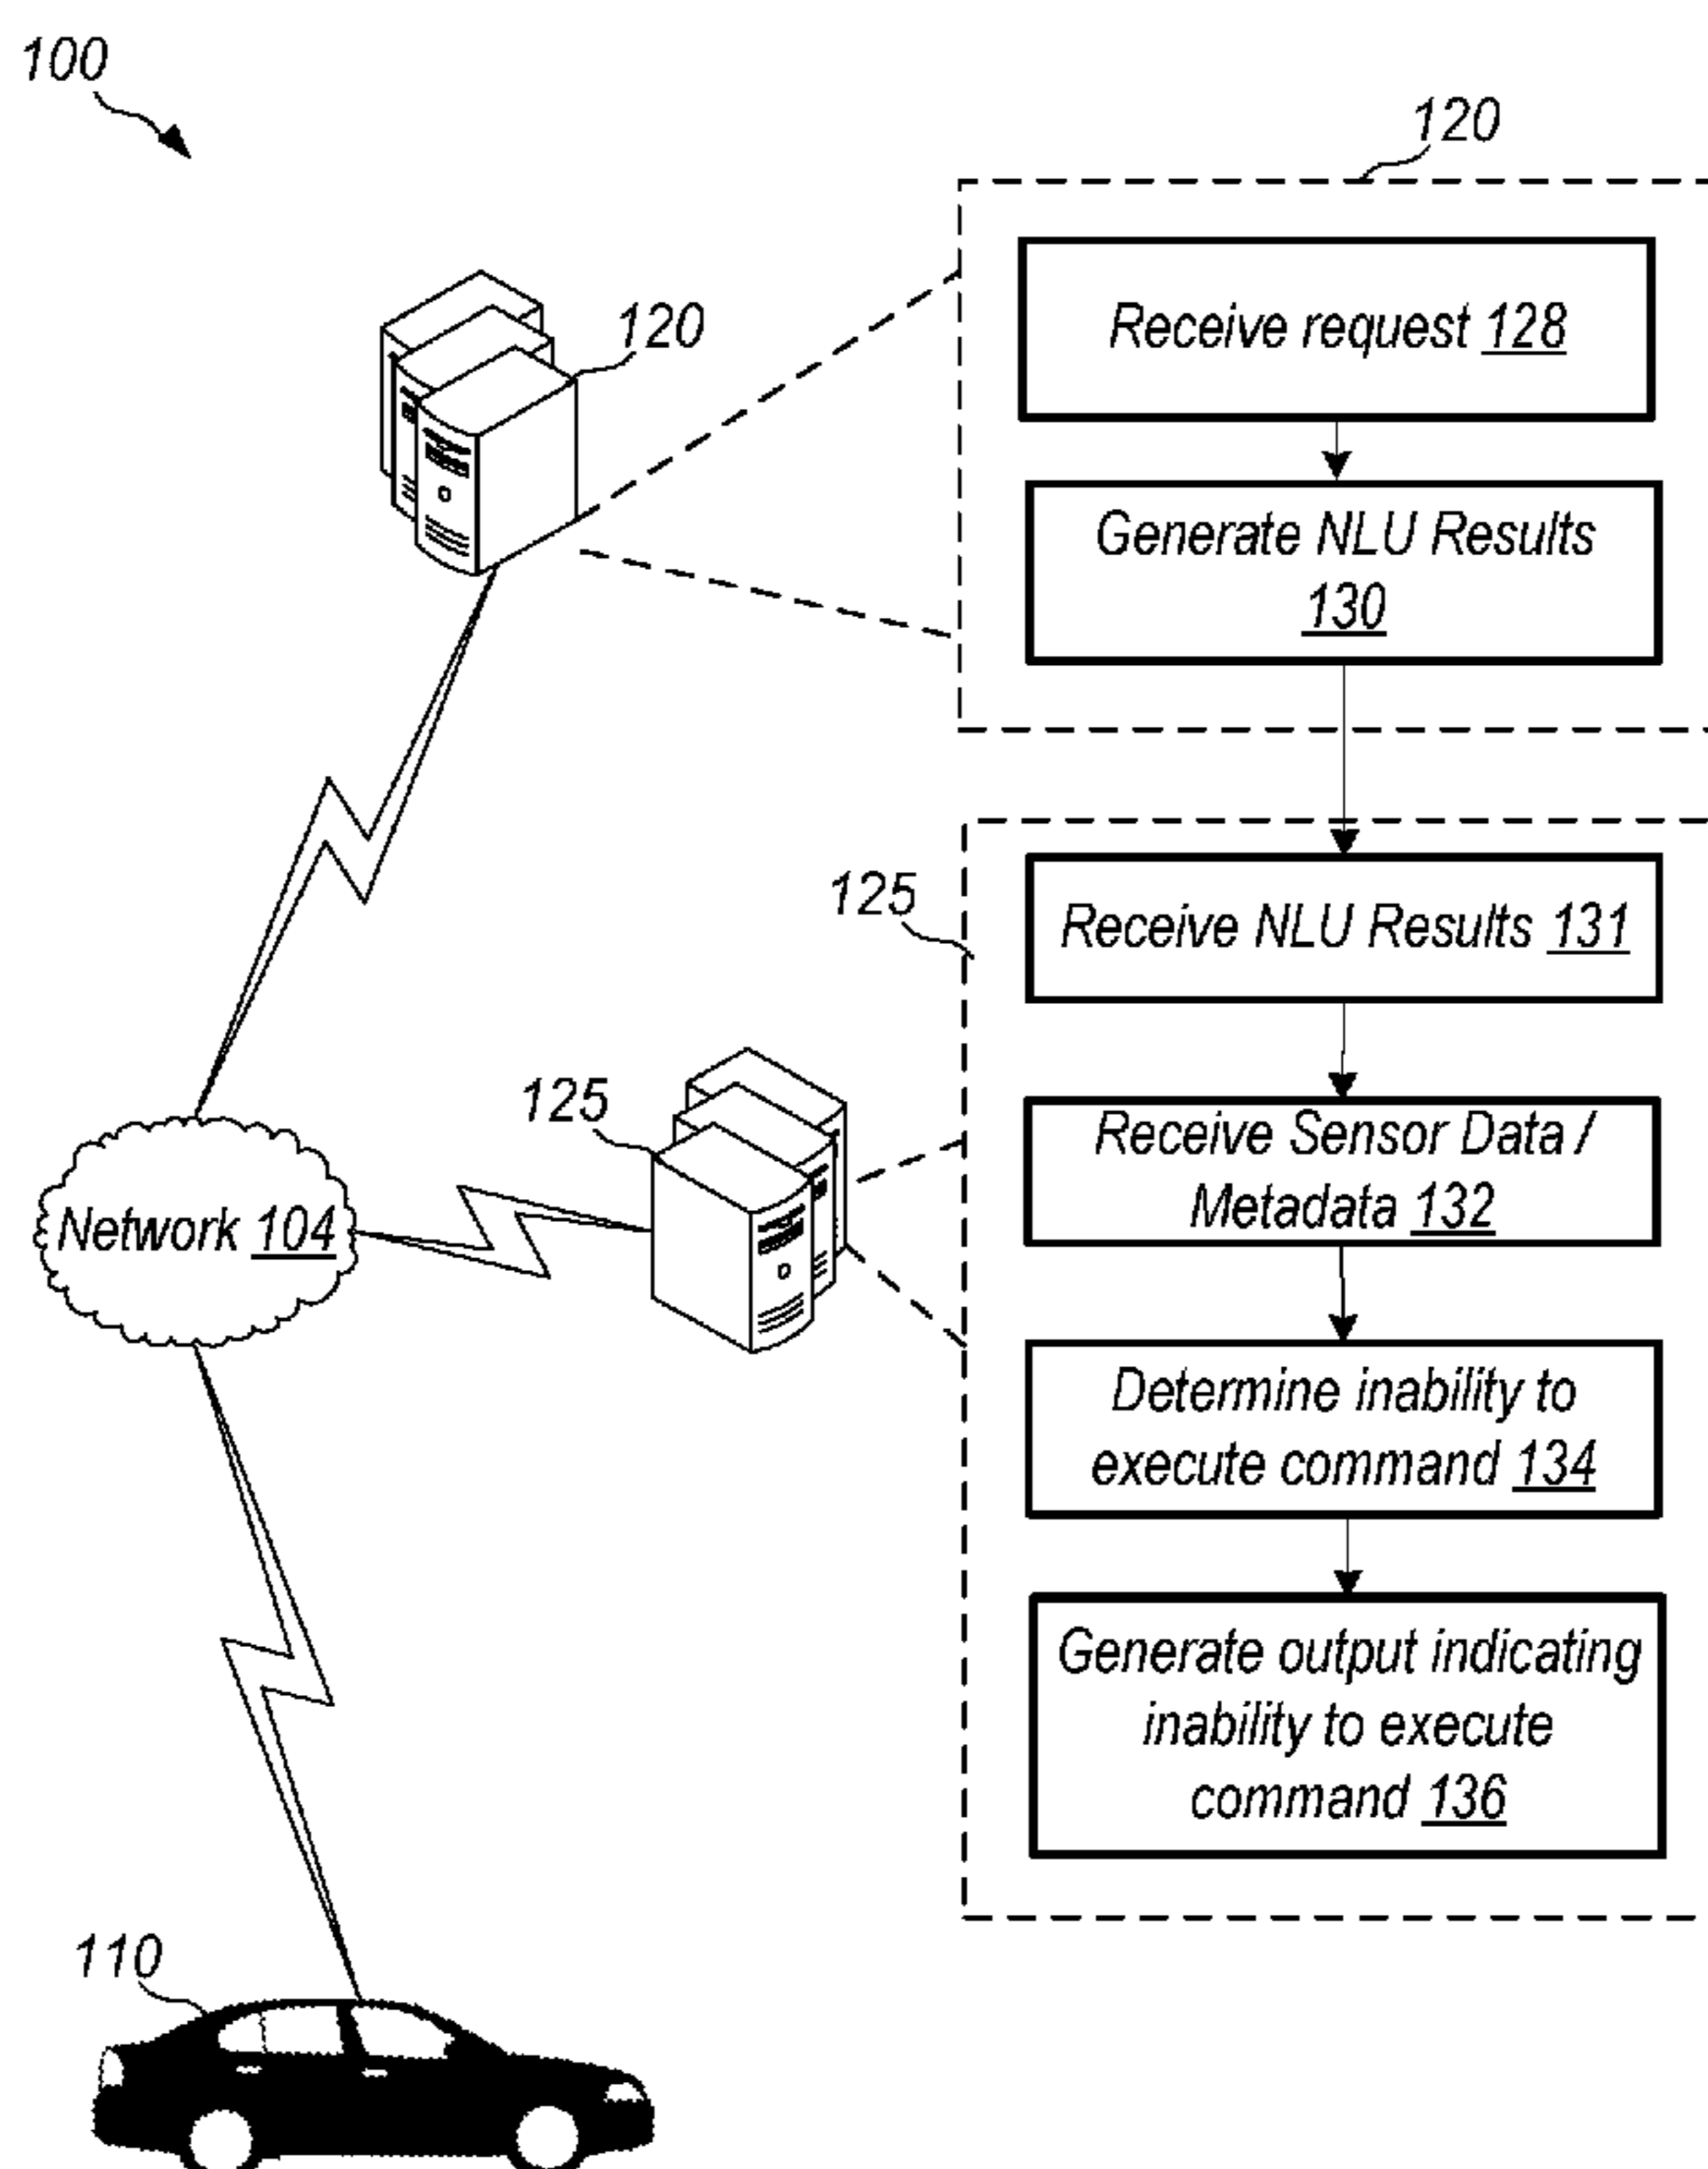 100
120
120
Receive request 128
Generate NLU Results
130
125
Receive NLU Results 131
125
Receive Sensor Data /
Metadata 132
Network 104
Determine inability to
execute command 134
Generate output indicating
inability to execute
command 136
110